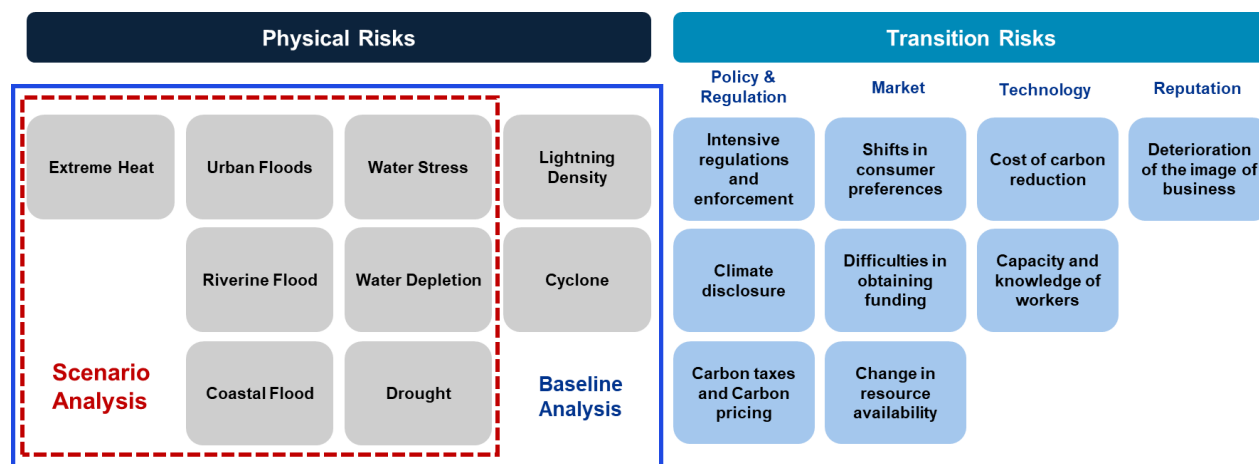 Physical Risks
Transition Risks
Policy &
Regulation
Market
Technology
Reputation
Extreme Heat
Urban Floods
Water Stress
Lightning
Density
Intensive
regulations
and
enforcement
Shifts in
consumer
preferences
Cost of carbon
reduction
Deterioration
of the image of
business
Riverine Flood
Water Depletion
Cyclone
Climate
disclosure
Difficulties in
obtaining
funding
Capacity and
knowledge of
workers
Scenario
Analysis
Coastal Flood
Drought
Baseline
Analysis
Carbon taxes
and Carbon
pricing
Change in
resource
availability